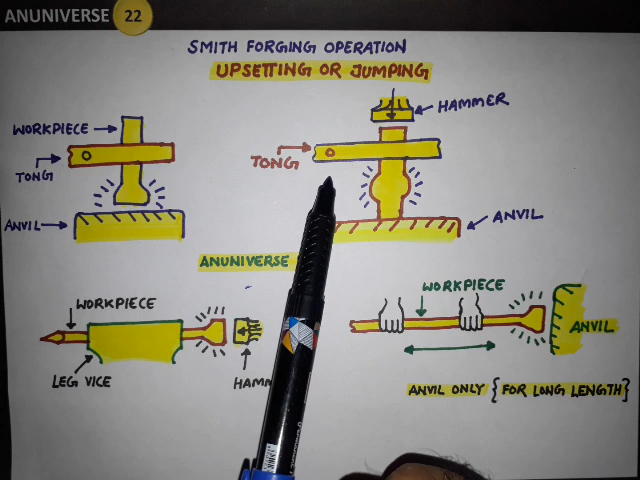 ANUNIVERSE 22
SMITH FORGING OPERATION
UPSETTING OR JUMPING
HAMMER
WORKPIECE
TONG
TONG
ANVIL
ANVIL
ANUNIVERSE
WORKPIECE
WORKPIECE
ANVIL
LEG VICE
HAMM
ANVIL ONLY {FOR LONG LENGTH}